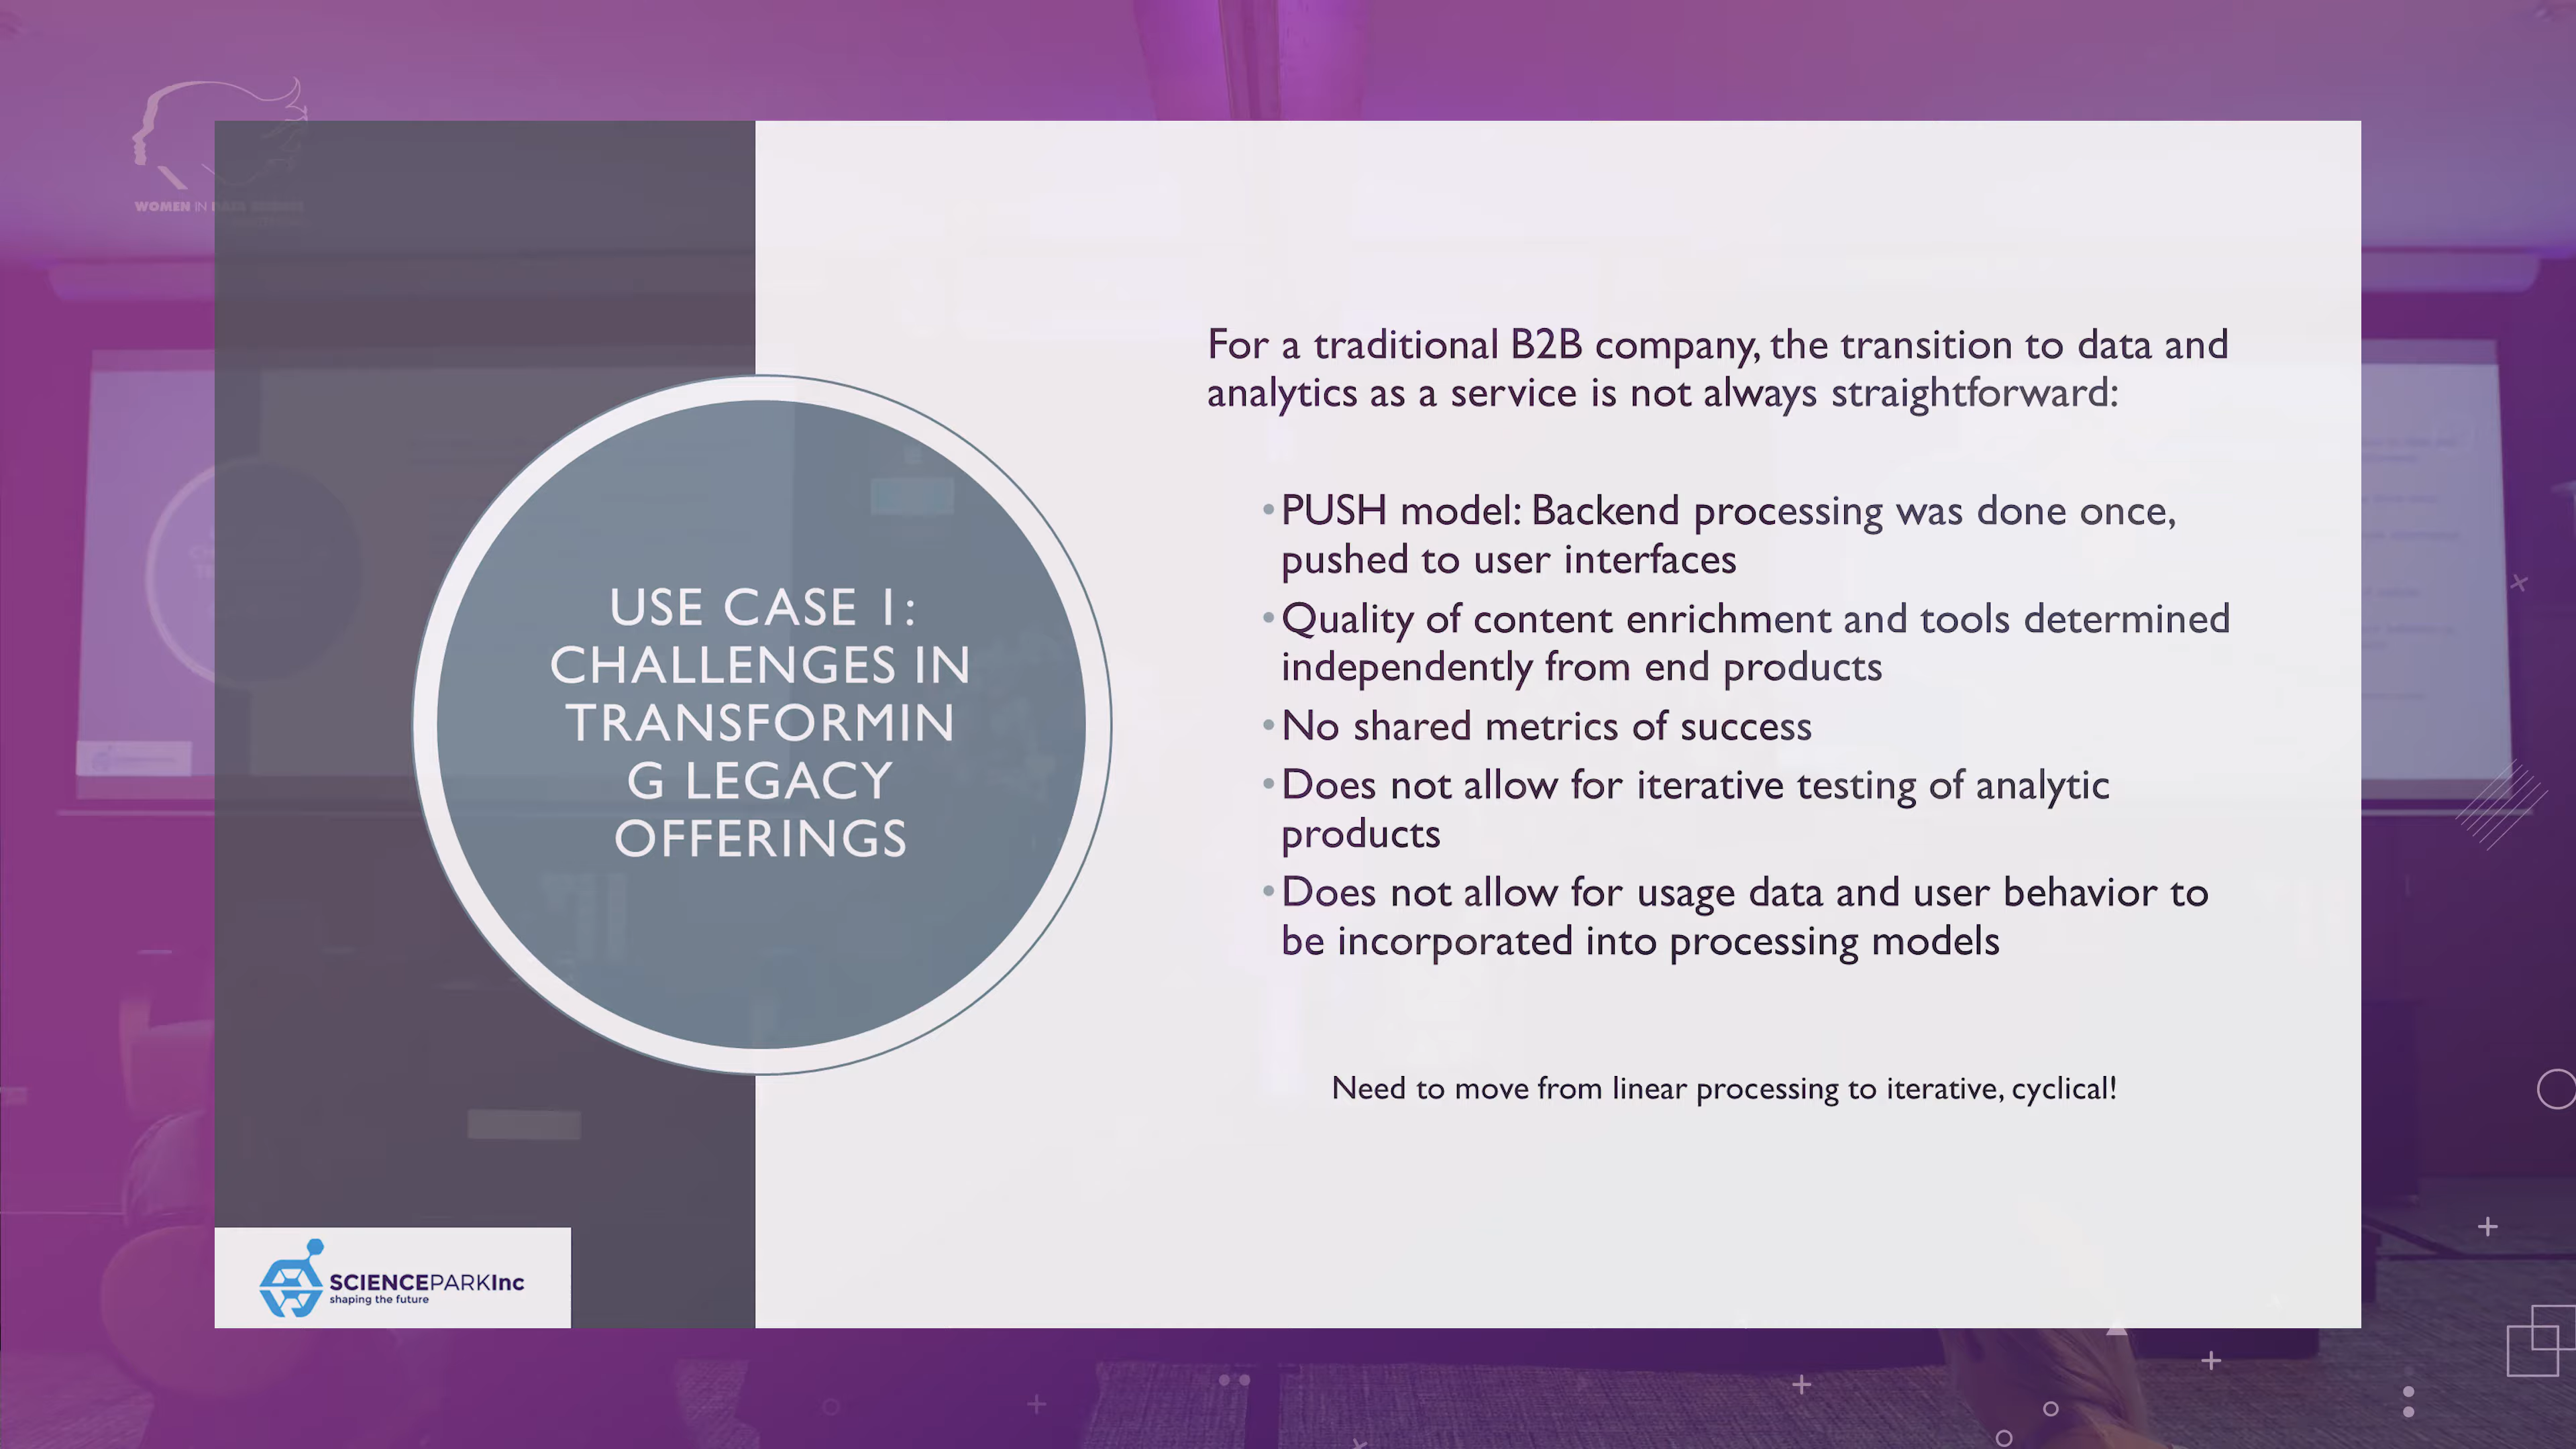 WOMEN IN
USE CASE 1:
CHALLENGES IN
TRANSFORMIN
G LEGACY
OFFERINGS
For a traditional B2B company, the transition to data and
analytics as a service is not always straightforward:
•PUSH model: Backend processing was done once,
pushed to user interfaces
•Quality of content enrichment and tools determined
independently from end products
•No shared metrics of success
•Does not allow for iterative testing of analytic
products
•Does not allow for usage data and user behavior to
be incorporated into processing models
Need to move from linear processing to iterative, cyclical!
SCIENCEPARKInc
shaping the future